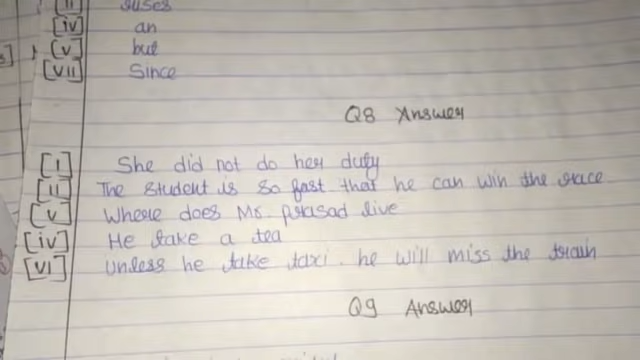 [iv] an
[v] but
[vii] Since
Q8 Answer
[i] She did not do her duty
[ii] The student is so fast that he can win the race
[v] Where does Mr. prasad live
[iv] He take a tea
[vi] unless he take taxi. he will miss the train
Q9 Answer